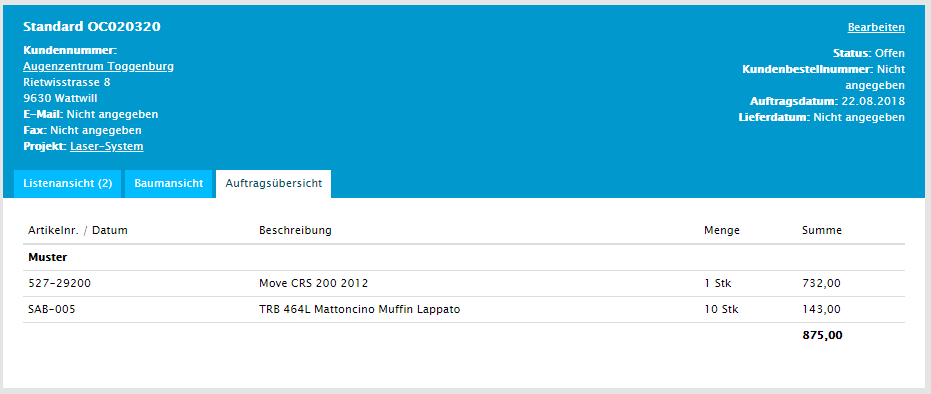 Standard OC020320
Bearbeiten
Kundennummer:
Augenzentrum Toggenburg
Rietwisstrasse 8
9630 Wattwill
E-Mail: Nicht angegeben
Fax: Nicht angegeben
Projekt: Laser-System
Status: Offen
Kundenbestellnummer: Nicht
angegeben
Auftragsdatum: 22.08.2018
Lieferdatum: Nicht angegeben
Listenansicht (2) Baumansicht Auftragsübersicht
Artikelnr. / Datum Beschreibung Menge Summe
Muster
527-29200 Move CRS 200 2012 1 Stk 732,00
SAB-005 TRB 464L Mattoncino Muffin Lappato 10 Stk 143,00
875,00